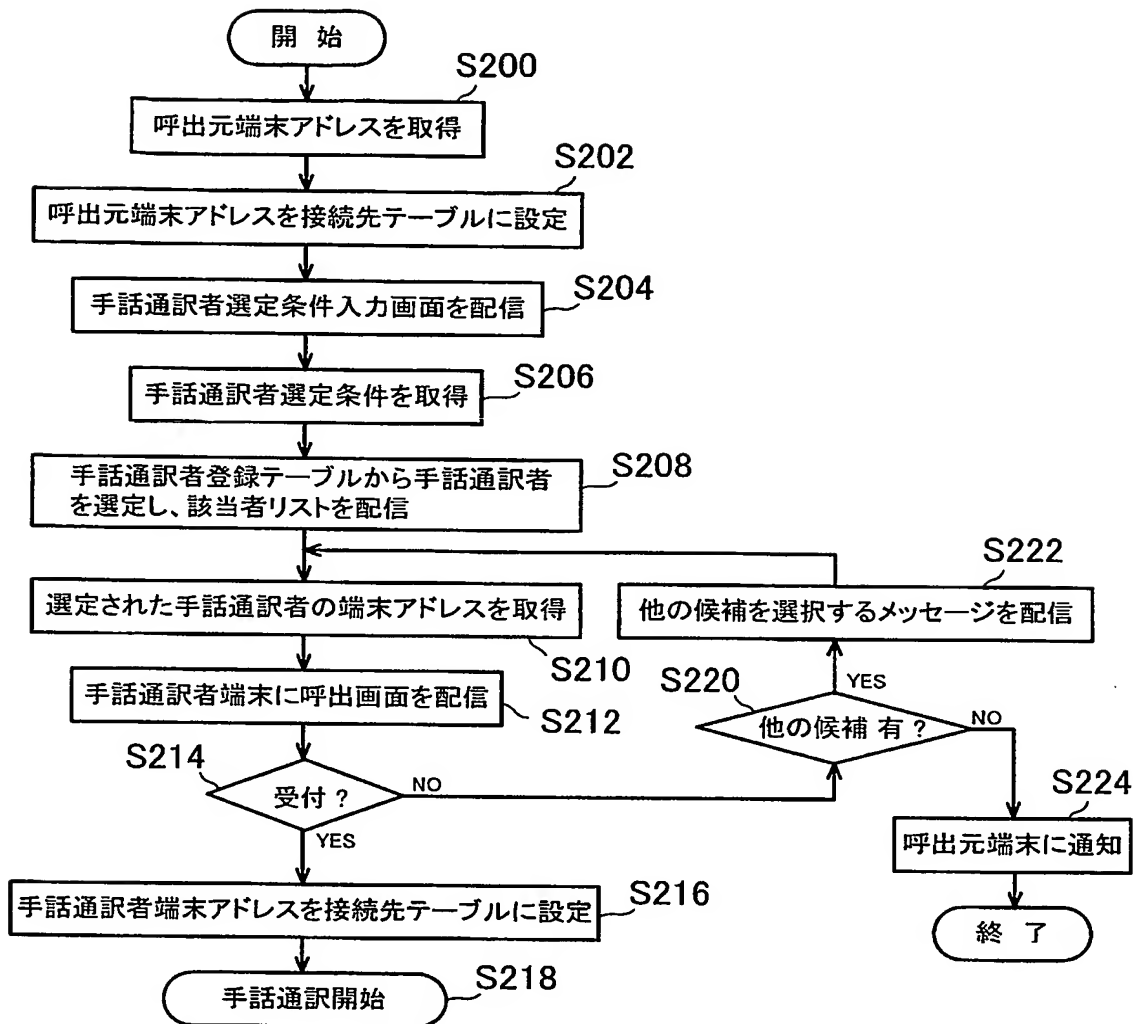 開 始
S200
呼出元端末アドレスを取得
S202
呼出元端末アドレスを接続先テーブルに設定
S204
手話通訳者選定条件入力画面を配信
S206
手話通訳者選定条件を取得
S208
手話通訳者登録テーブルから手話通訳者
を選定し、該当者リストを配信
S210
選定された手話通訳者の端末アドレスを取得
S212
手話通訳者端末に呼出画面を配信
S214
受付?
NO
YES
S216
手話通訳者端末アドレスを接続先テーブルに設定
S218
手話通訳開始
S222
他の候補を選択するメッセージを配信
S220
YES
他の候補 有?
NO
S224
呼出元端末に通知
終 了